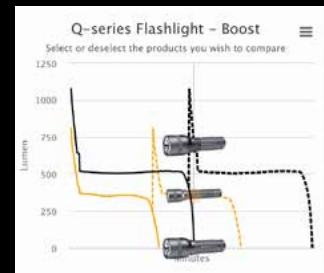 Q-series Flashlight – Boost
Select or deselect the products you wish to compare
1250
1000
750
500
250
0
Lumen
Minutes